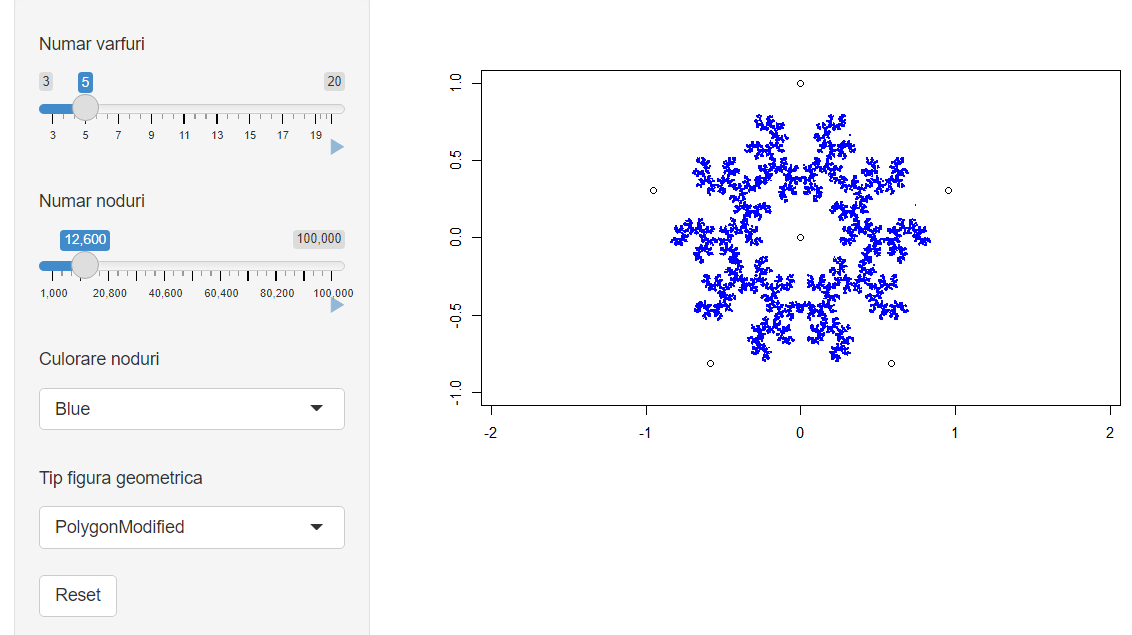 Numar varfuri
3 5 20
3 5 7 9 11 13 15 17 19
Numar noduri
12,600 100,000
1,000 20,800 40,600 60,400 80,200 100,000
Culorare noduri
Blue
Tip figura geometrica
PolygonModified
Reset
1.0
0.5
0.0
-0.5
-1.0
-2 -1 0 1 2